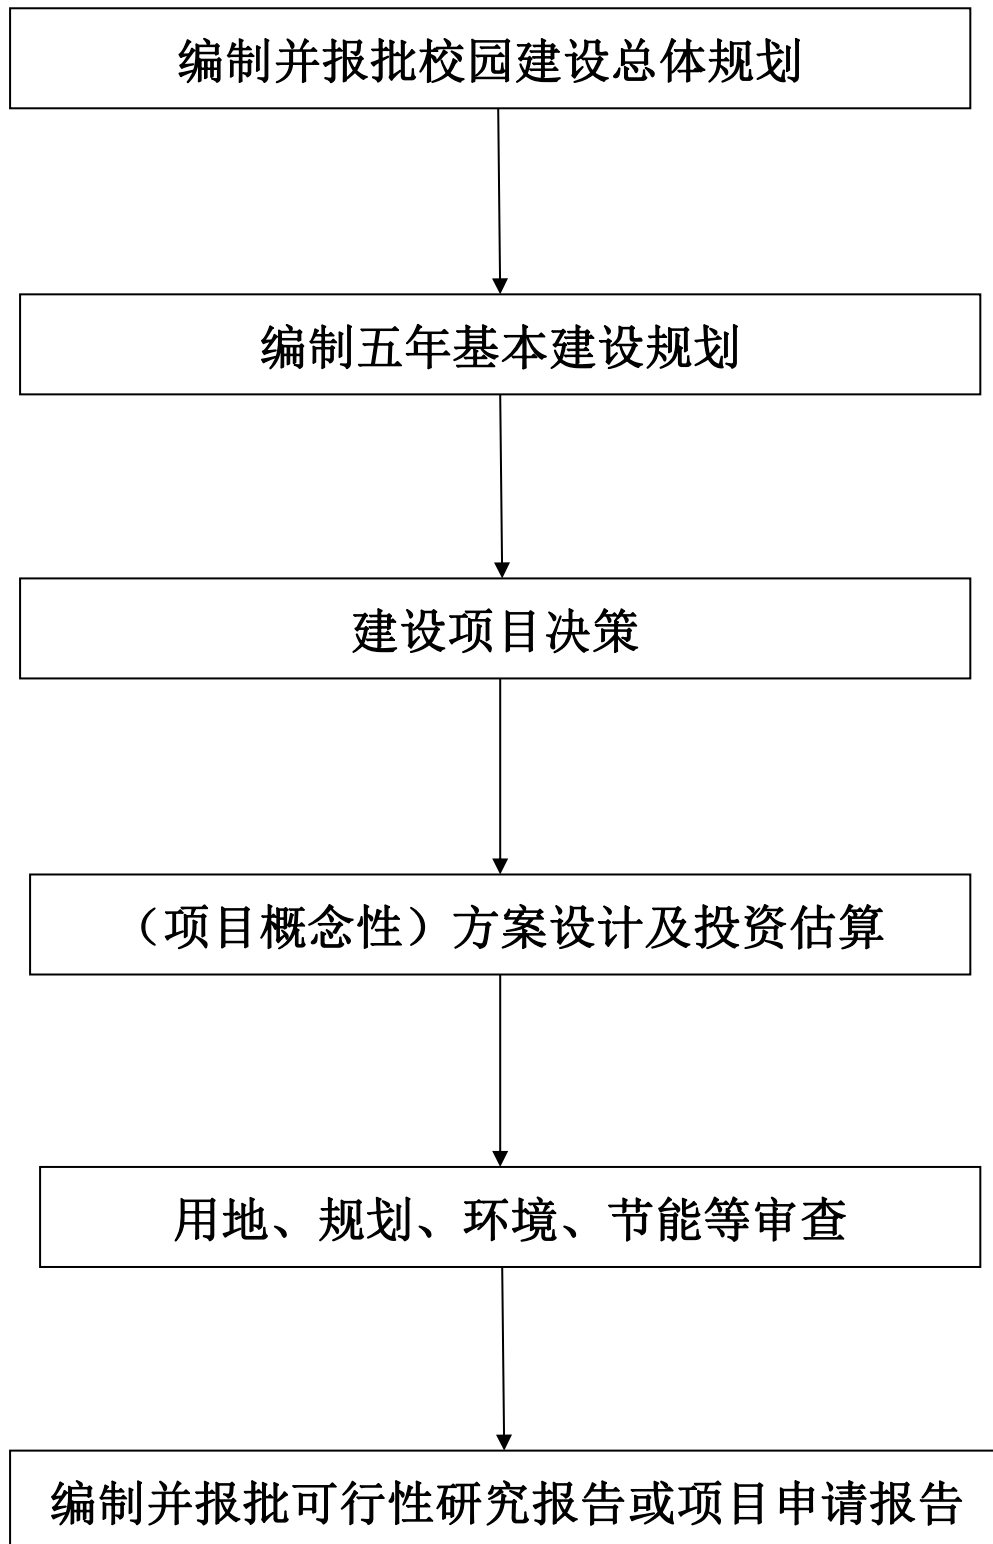 编制并报批校园建设总体规划
编制五年基本建设规划
建设项目决策
（项目概念性）方案设计及投资估算
用地、规划、环境、节能等审查
编制并报批可行性研究报告或项目申请报告